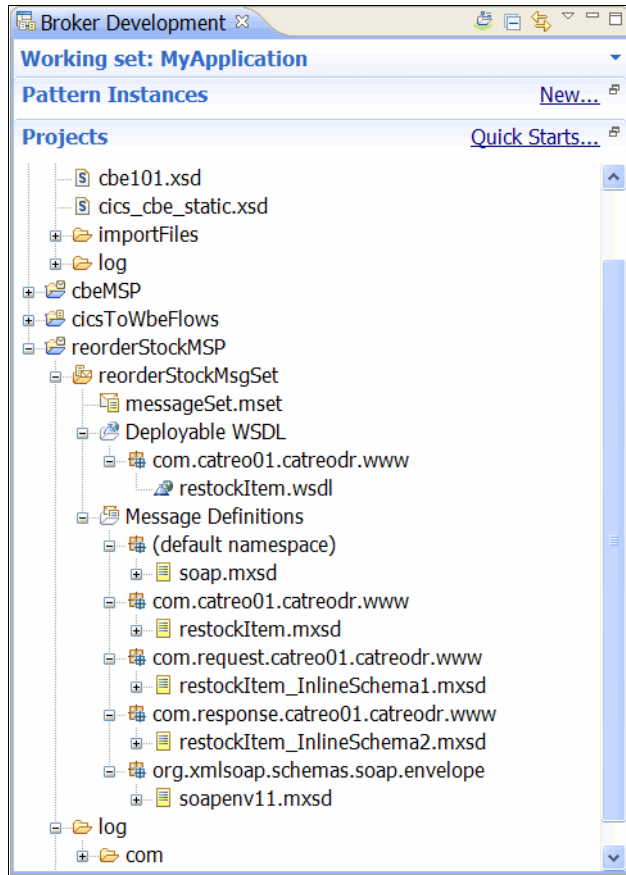 Broker Development
Working set: MyApplication
Pattern Instances New...
Projects Quick Starts...
cbe101.xsd
cics_cbe_static.xsd
importFiles
log
cbeMSP
cicsToWbeFlows
reorderStockMSP
reorderStockMsgSet
messageSet.mset
Deployable WSDL
com.catreo01.catreodr.www
restockItem.wsdl
Message Definitions
(default namespace)
soap.mxsd
com.catreo01.catreodr.www
restockItem.mxsd
com.request.catreo01.catreodr.www
restockItem_InlineSchema1.mxsd
com.response.catreo01.catreodr.www
restockItem_InlineSchema2.mxsd
org.xmlsoap.schemas.soap.envelope
soapenv11.mxsd
log
com